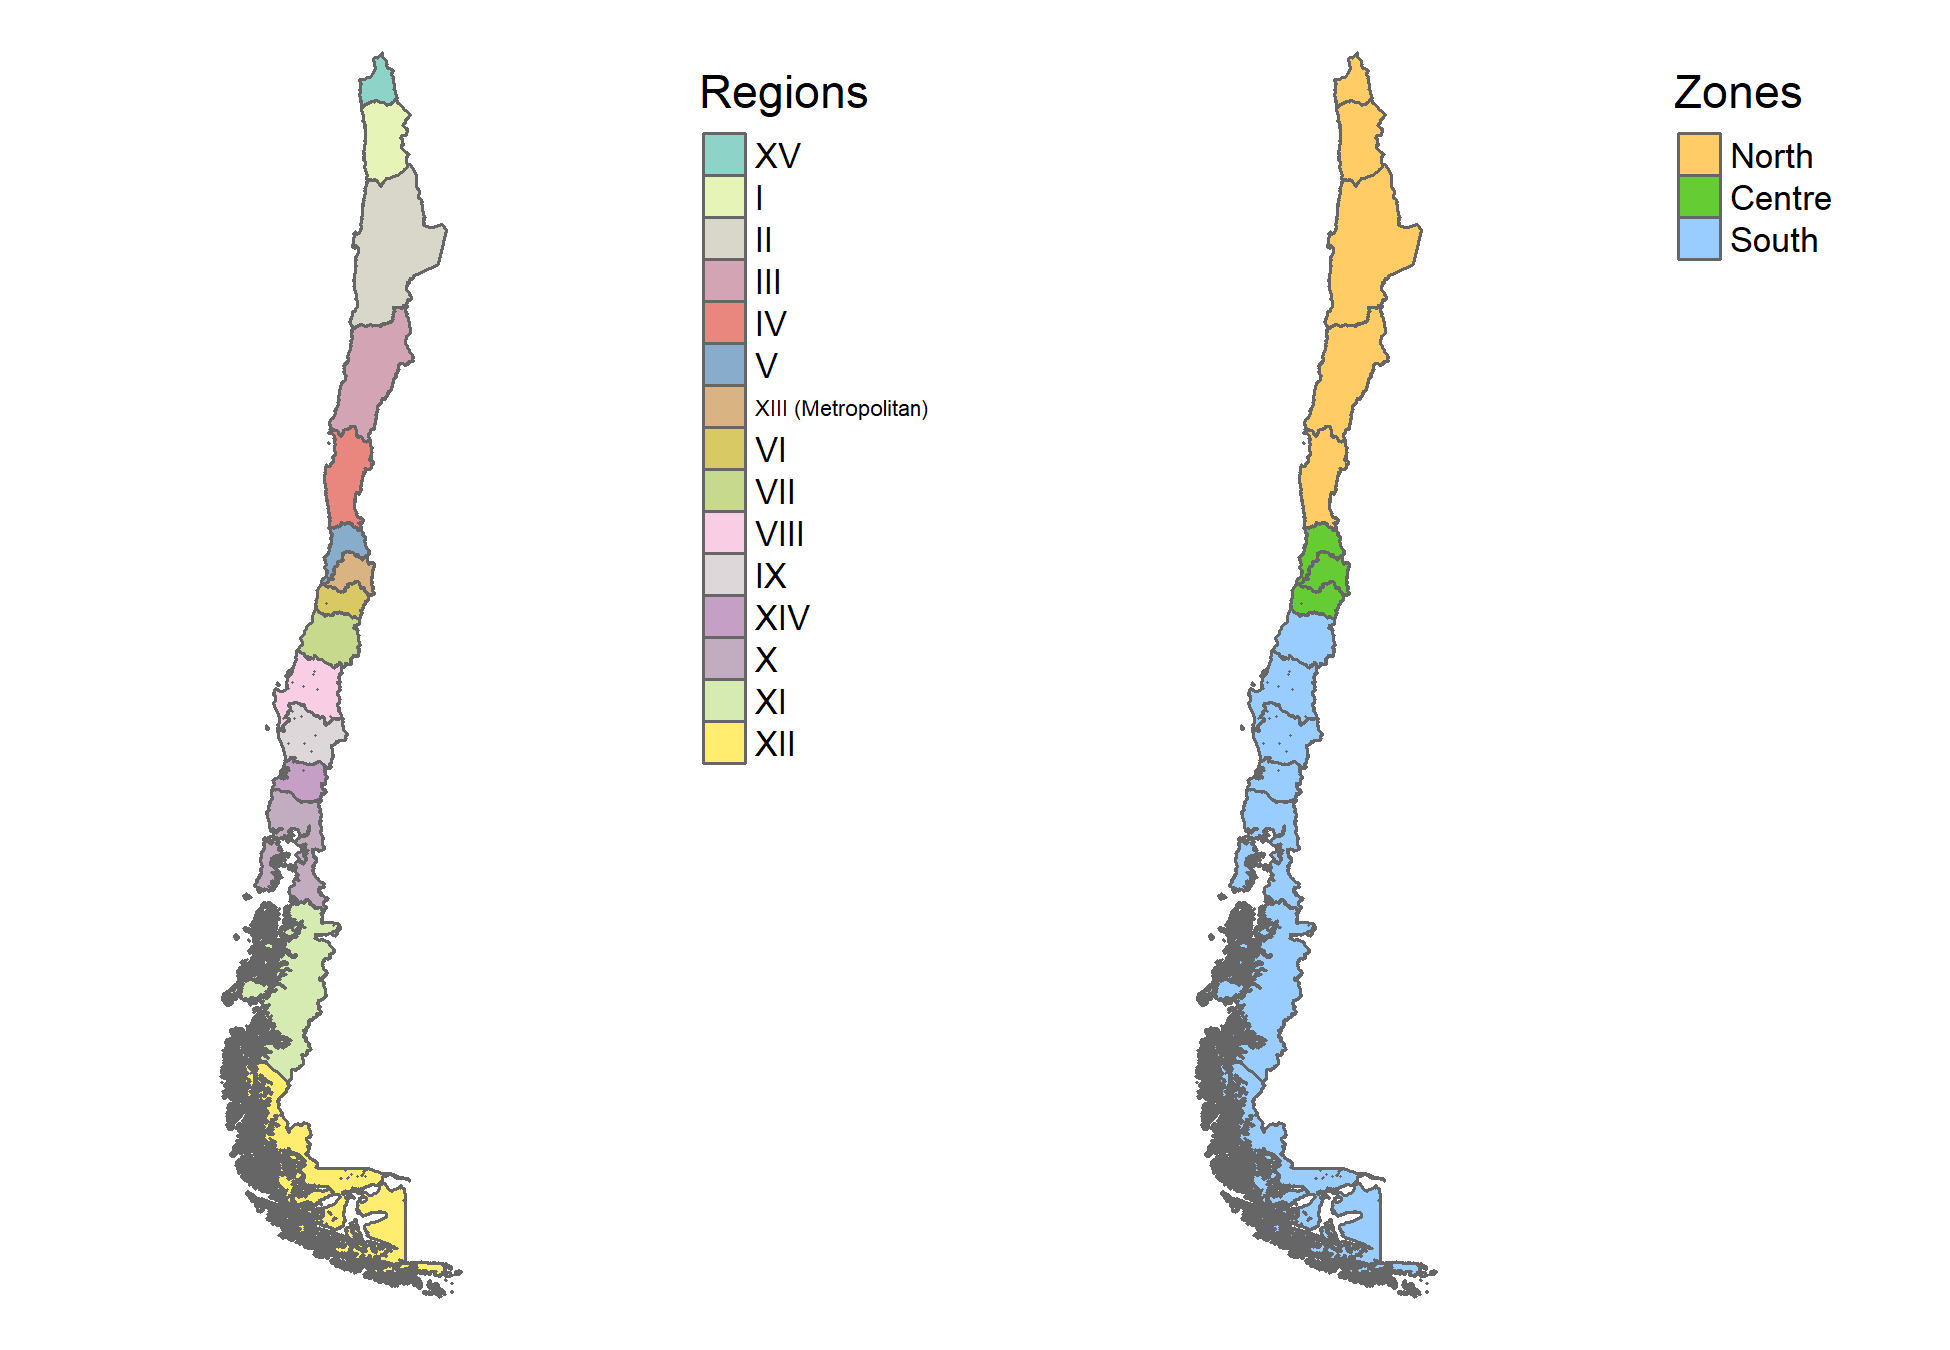 Regions
XV
I
II
III
IV
V
XIII (Metropolitan)
VI
VII
VIII
IX
XIV
X
XI
XII
Zones
North
Centre
South